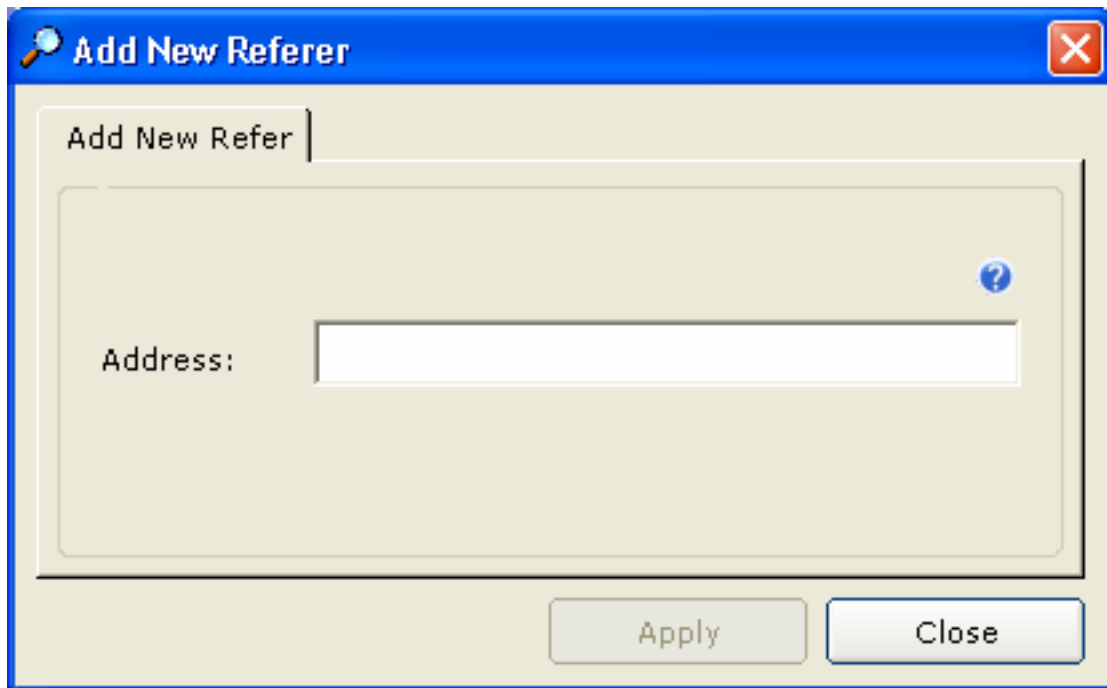 Add New Referer
Add New Refer
Address:
Apply
Close